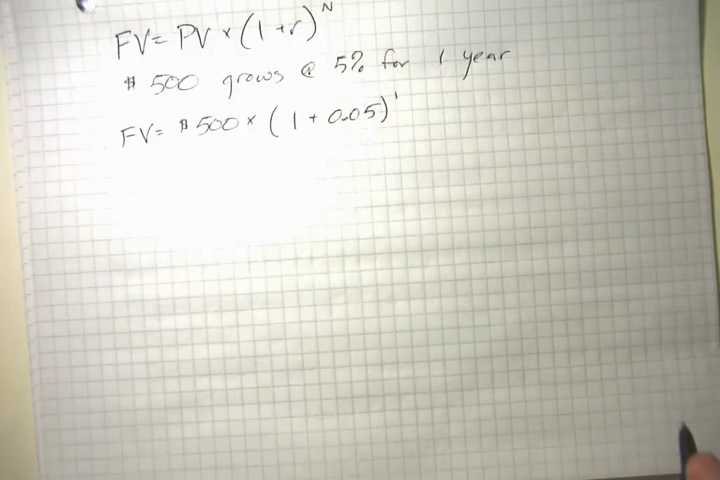 FV= PV × (1+r)^N
$ 500 grows @ 5% for 1 year
FV= $500 × (1 + 0.05)^1